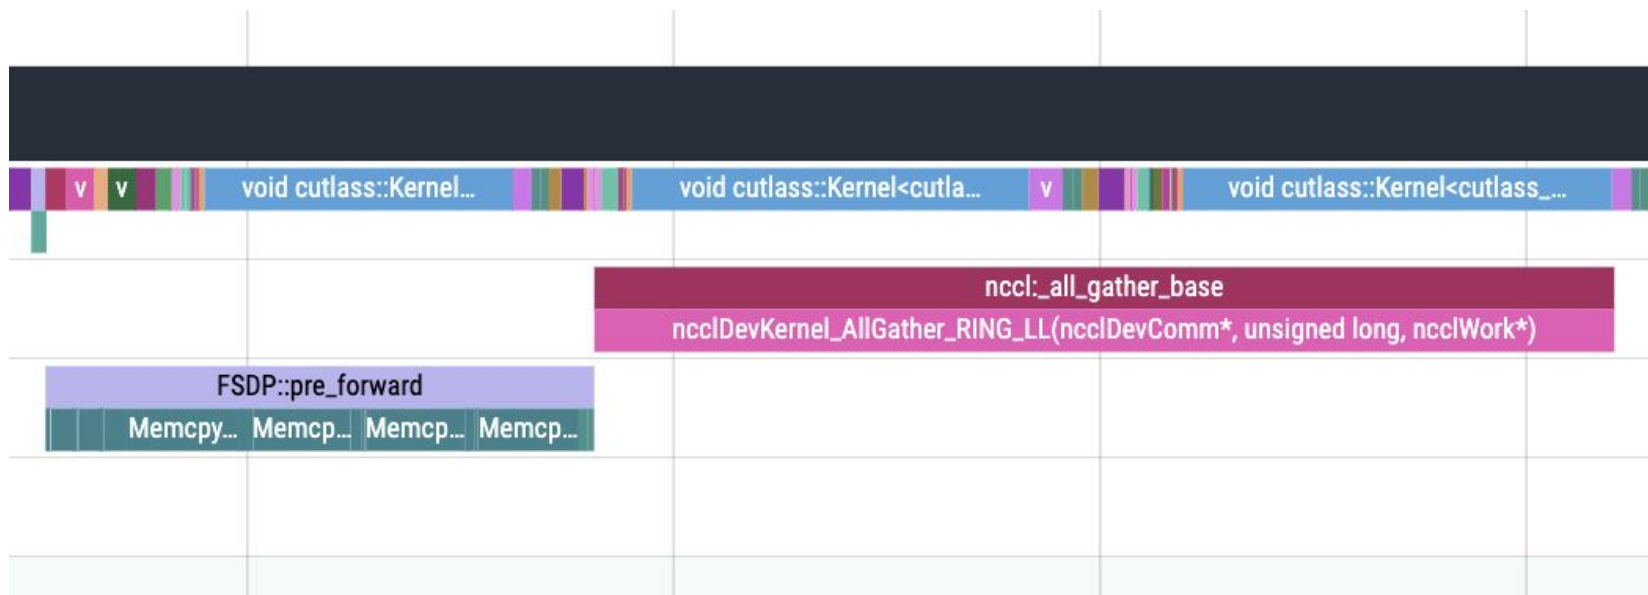 v v void cutlass::Kernel... void cutlass::Kernel<cutla... v void cutlass::Kernel<cutlass_...
nccl:_all_gather_base
ncclDevKernel_AllGather_RING_LL(ncclDevComm*, unsigned long, ncclWork*)
FSDP::pre_forward
Memcpy... Memcp... Memcp... Memcp...